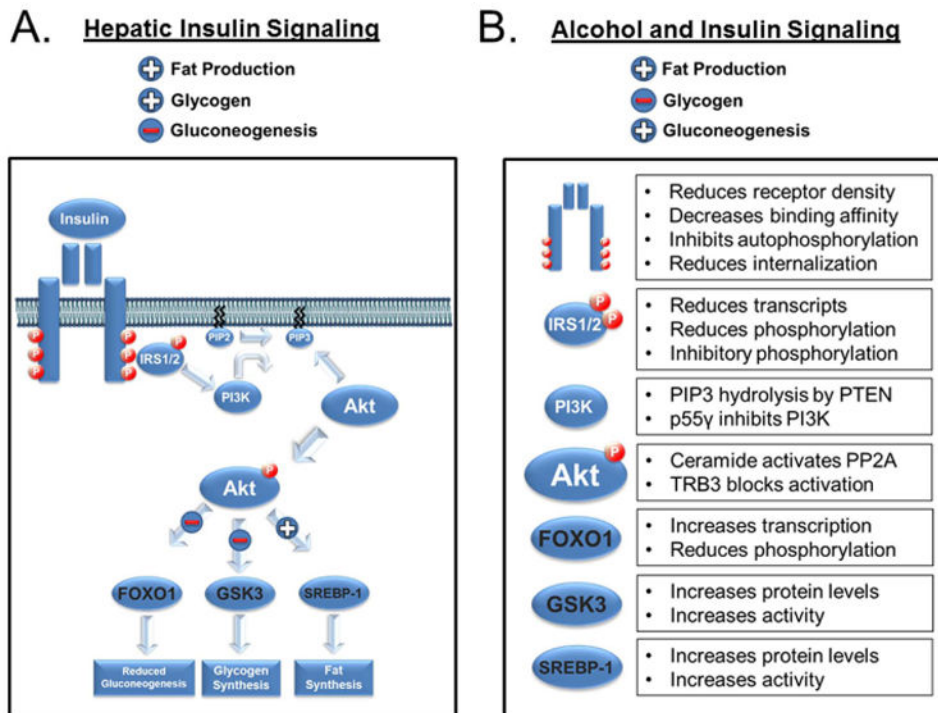 A.
Hepatic Insulin Signaling
Fat Production
Glycogen
Gluconeogenesis
Insulin
P
P
P
P
P
P
P
IRS1/2
PIP2
PIP3
PI3K
Akt
P
Akt
FOXO1
GSK3
SREBP-1
Reduced
Gluconeogenesis
Glycogen
Synthesis
Fat
Synthesis
B.
Alcohol and Insulin Signaling
Fat Production
Glycogen
Gluconeogenesis
• Reduces receptor density
• Decreases binding affinity
• Inhibits autophosphorylation
• Reduces internalization
P
P
IRS1/2
• Reduces transcripts
• Reduces phosphorylation
• Inhibitory phosphorylation
PI3K
• PIP3 hydrolysis by PTEN
• p55γ inhibits PI3K
P
Akt
• Ceramide activates PP2A
• TRB3 blocks activation
FOXO1
• Increases transcription
• Reduces phosphorylation
GSK3
• Increases protein levels
• Increases activity
SREBP-1
• Increases protein levels
• Increases activity